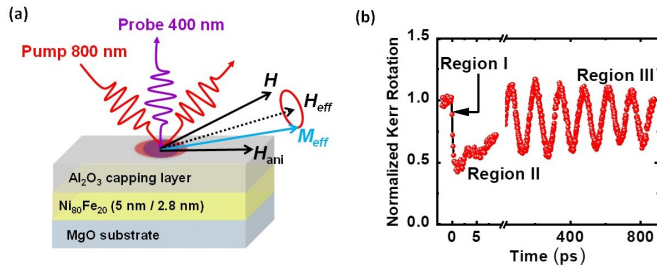 (a)
Probe 400 nm
Pump 800 nm
H
H_eff
M_eff
H_ani
Al₂O₃ capping layer
Ni₈₀Fe₂₀ (5 nm / 2.8 nm)
MgO substrate
(b)
Normalized Kerr Rotation
1.5
1.0
0.5
0.0
Region I
Region II
Region III
0 5 400 800
Time (ps)